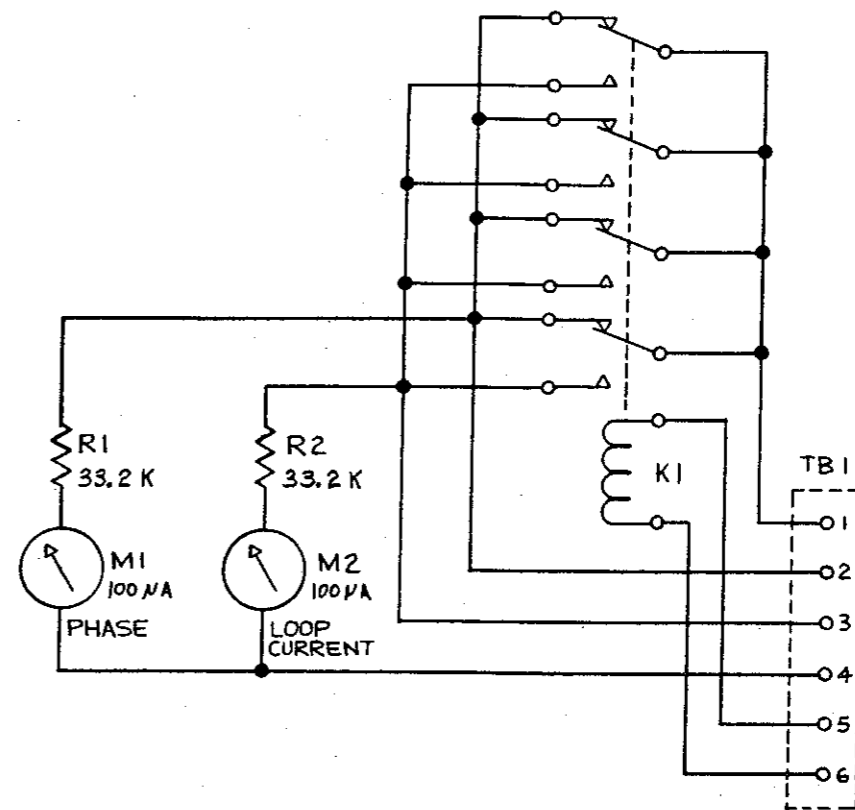 R1
33.2 K
R2
33.2 K
K1
TB1
M1
100 μA
PHASE
M2
100 μA
LOOP
CURRENT
1
2
3
4
5
6